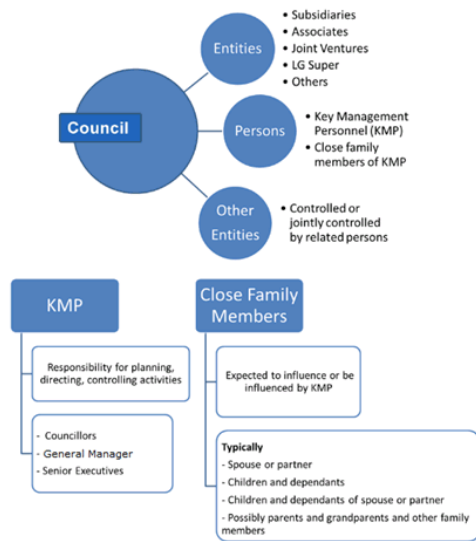 Entities
• Subsidiaries
• Associates
• Joint Ventures
• LG Super
• Others
Council
Persons
• Key Management
Personnel (KMP)
• Close family
members of KMP
Other
Entities
• Controlled or
jointly controlled
by related persons
KMP
Responsibility for planning,
directing, controlling activities
- Councillors
- General Manager
- Senior Executives
Close Family
Members
Expected to influence or be
influenced by KMP
Typically
- Spouse or partner
- Children and dependants
- Children and dependants of spouse or partner
- Possibly parents and grandparents and other family
members